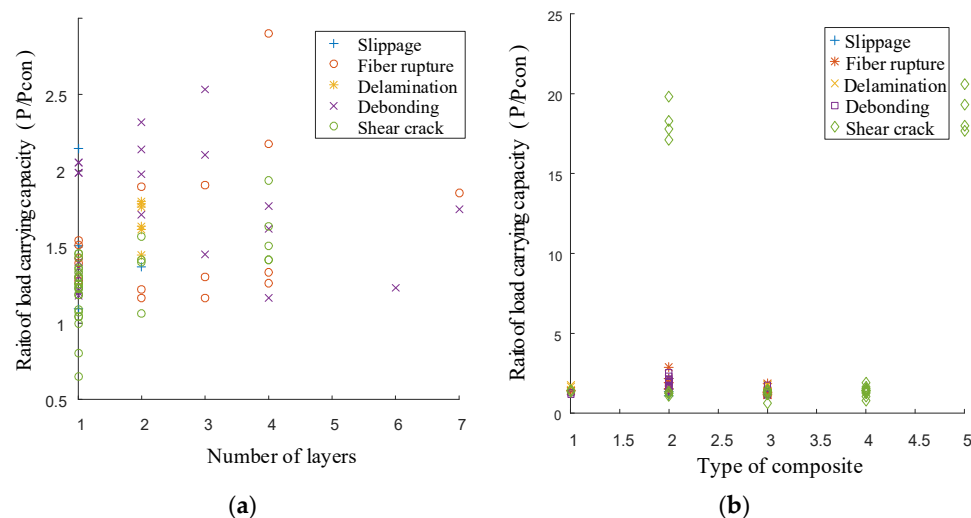 Raito of load carrying capacity ( P/Pcon )
2.5
2
1.5
1
0.5
Slippage
Fiber rupture
Delamination
Debonding
Shear crack
1 2 3 4 5 6 7
Number of layers
(a)
Raito of load carrying capacity ( P/Pcon )
25
20
15
10
5
0
Slippage
Fiber rupture
Delamination
Debonding
Shear crack
1 1.5 2 2.5 3 3.5 4 4.5 5
Type of composite
(b)